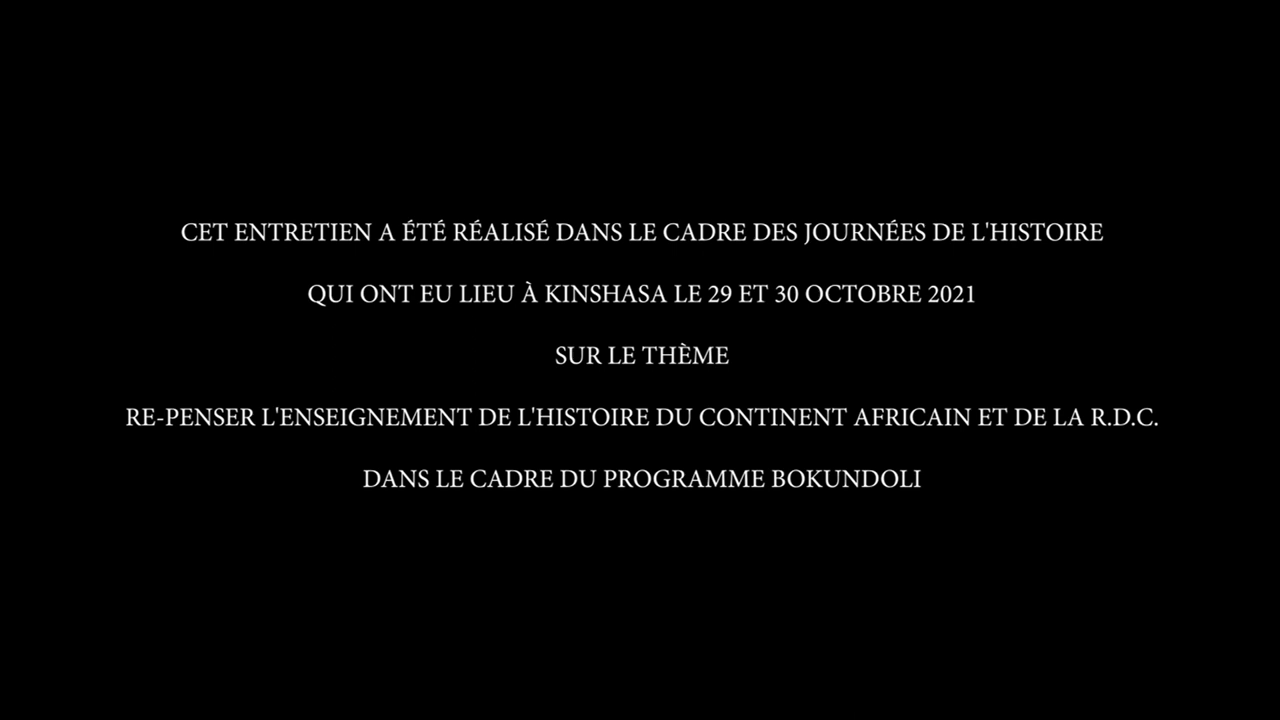 CET ENTRETIEN A ÉTÉ RÉALISÉ DANS LE CADRE DES JOURNÉES DE L'HISTOIRE
QUI ONT EU LIEU À KINSHASA LE 29 ET 30 OCTOBRE 2021
SUR LE THÈME
RE-PENSER L'ENSEIGNEMENT DE L'HISTOIRE DU CONTINENT AFRICAIN ET DE LA R.D.C.
DANS LE CADRE DU PROGRAMME BOKUNDOLI